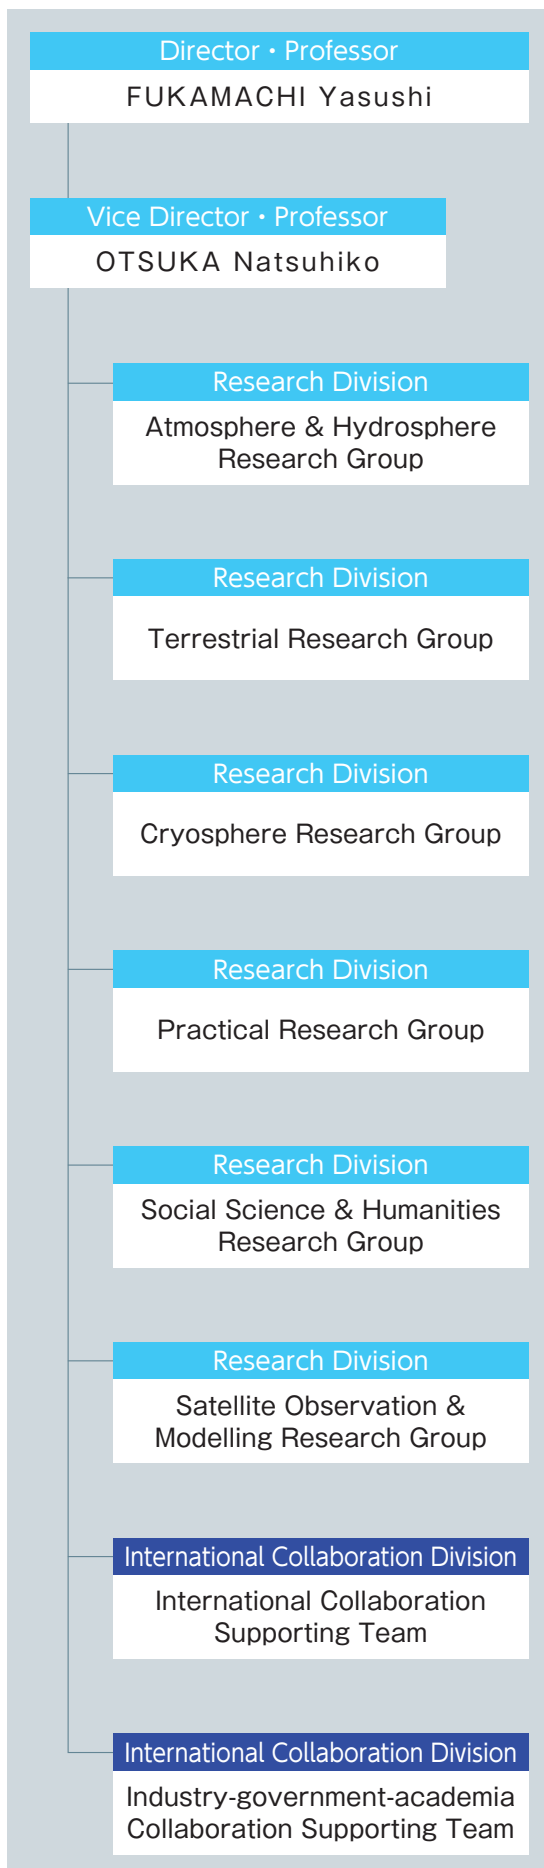 Director・Professor
FUKAMACHI Yasushi
Vice Director・Professor
OTSUKA Natsuhiko
Research Division
Atmosphere & Hydrosphere
Research Group
Research Division
Terrestrial Research Group
Research Division
Cryosphere Research Group
Research Division
Practical Research Group
Research Division
Social Science & Humanities
Research Group
Research Division
Satellite Observation &
Modelling Research Group
International Collaboration Division
International Collaboration
Supporting Team
International Collaboration Division
Industry-government-academia
Collaboration Supporting Team